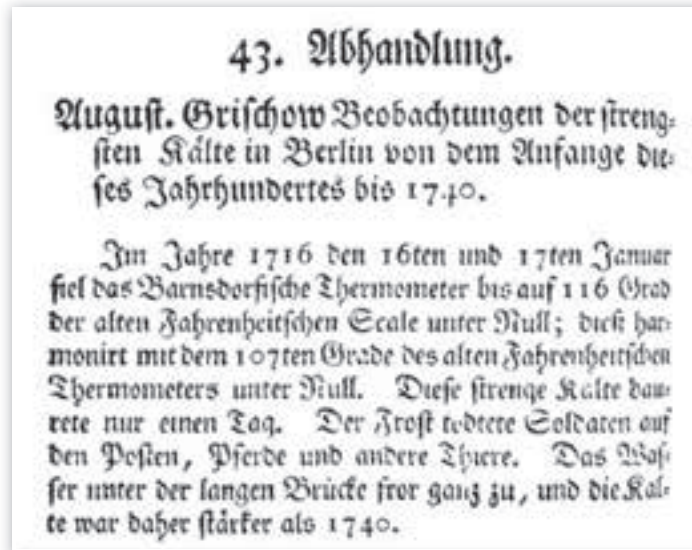 43. Abhandlung.
August. Grischow Beobachtungen der streng-
sten Kälte in Berlin von dem Anfange die-
ses Jahrhundertes bis 1740.
Im Jahre 1716 den 16ten und 17ten Januar
fiel das Barnsdorfische Thermometer bis auf 116 Grad
der alten Fahrenheitschen Scale unter Null; dieß har-
monirt mit dem 107ten Grade des alten Fahrenheitschen
Thermometers unter Null. Diese strenge Kälte dau-
rete nur einen Tag. Der Frost tödtete Soldaten auf
den Posten, Pferde und andere Thiere. Das Was-
ser unter der langen Brücke fror ganz zu, und die Käl-
te war daher stärker als 1740.